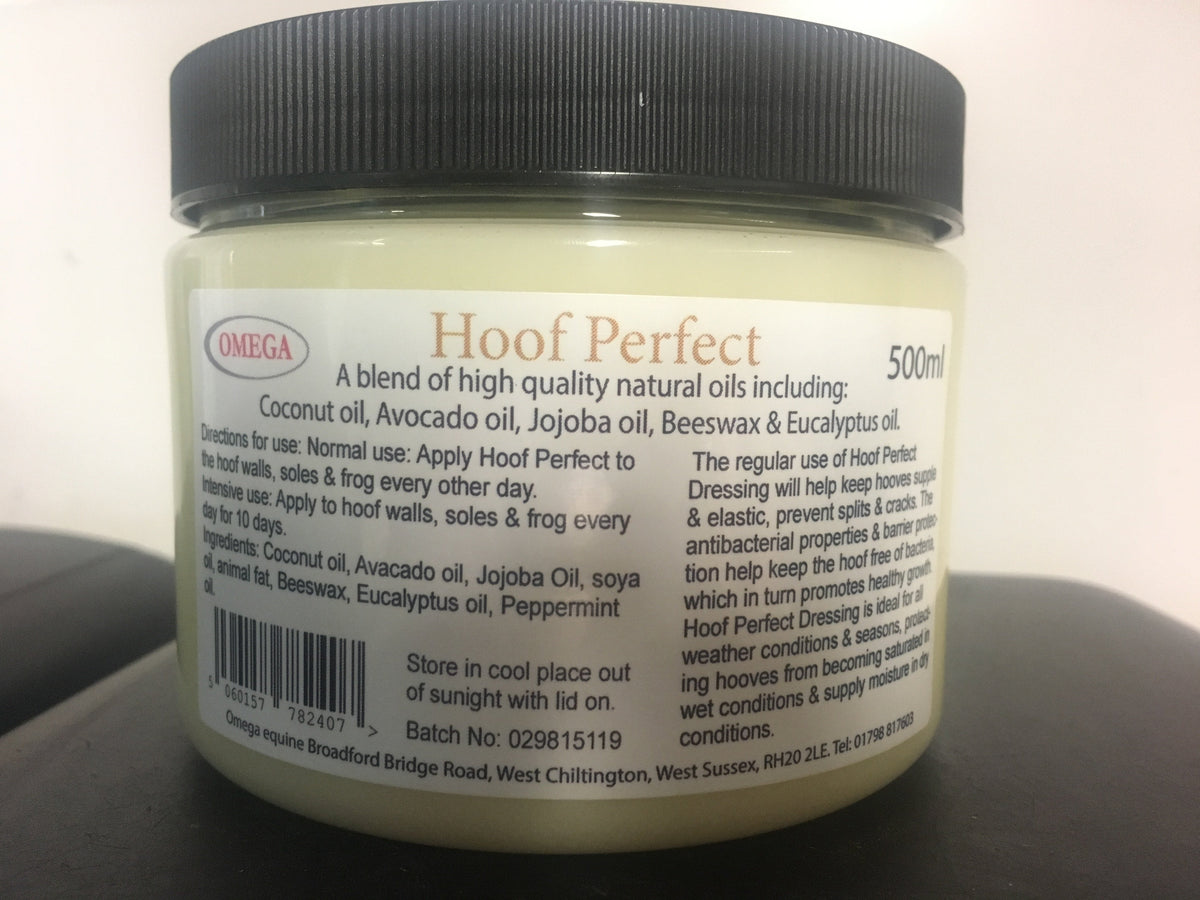 OMEGA
Hoof Perfect
500ml
A blend of high quality natural oils including:
Coconut oil, Avocado oil, Jojoba oil, Beeswax & Eucalyptus oil.
Directions for use: Normal use: Apply Hoof Perfect to
the hoof walls, soles & frog every other day.
Intensive use: Apply to hoof walls, soles & frog every
day for 10 days.
Ingredients: Coconut oil, Avacado oil, Jojoba Oil, soya
oil, animal fat, Beeswax, Eucalyptus oil, Peppermint
oil.
The regular use of Hoof Perfect
Dressing will help keep hooves supple
& elastic, prevent splits & cracks. The
antibacterial properties & barrier protec-
tion help keep the hoof free of bacteria,
which in turn promotes healthy growth.
Hoof Perfect Dressing is ideal for all
weather conditions & seasons, protect-
ing hooves from becoming saturated in
wet conditions & supply moisture in dry
conditions.
Store in cool place out
of sunight with lid on.
Batch No: 029815119
5 060157 782407 >
Omega equine Broadford Bridge Road, West Chiltington, West Sussex, RH20 2LE. Tel: 01798 817603